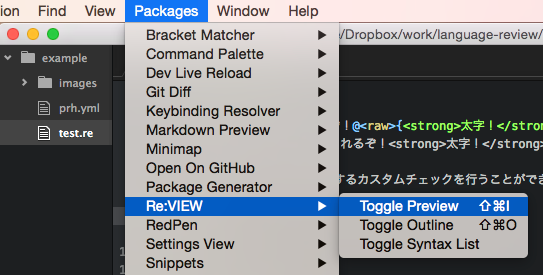 ion Find View Packages Window Help
Bracket Matcher
/Dropbox/work/language-review/
example
Command Palette
images
Dev Live Reload
prh.yml
Git Diff
test.re
Keybinding Resolver
！@<raw>{<strong>太字！</stron
Markdown Preview
れるぞ！<strong>太字！</strong>
Minimap
Open On GitHub
するカスタムチェックを行うことができ
Package Generator
Re:VIEW
Toggle Preview ⇧⌘I
RedPen
Toggle Outline ⇧⌘O
Settings View
Toggle Syntax List
Snippets